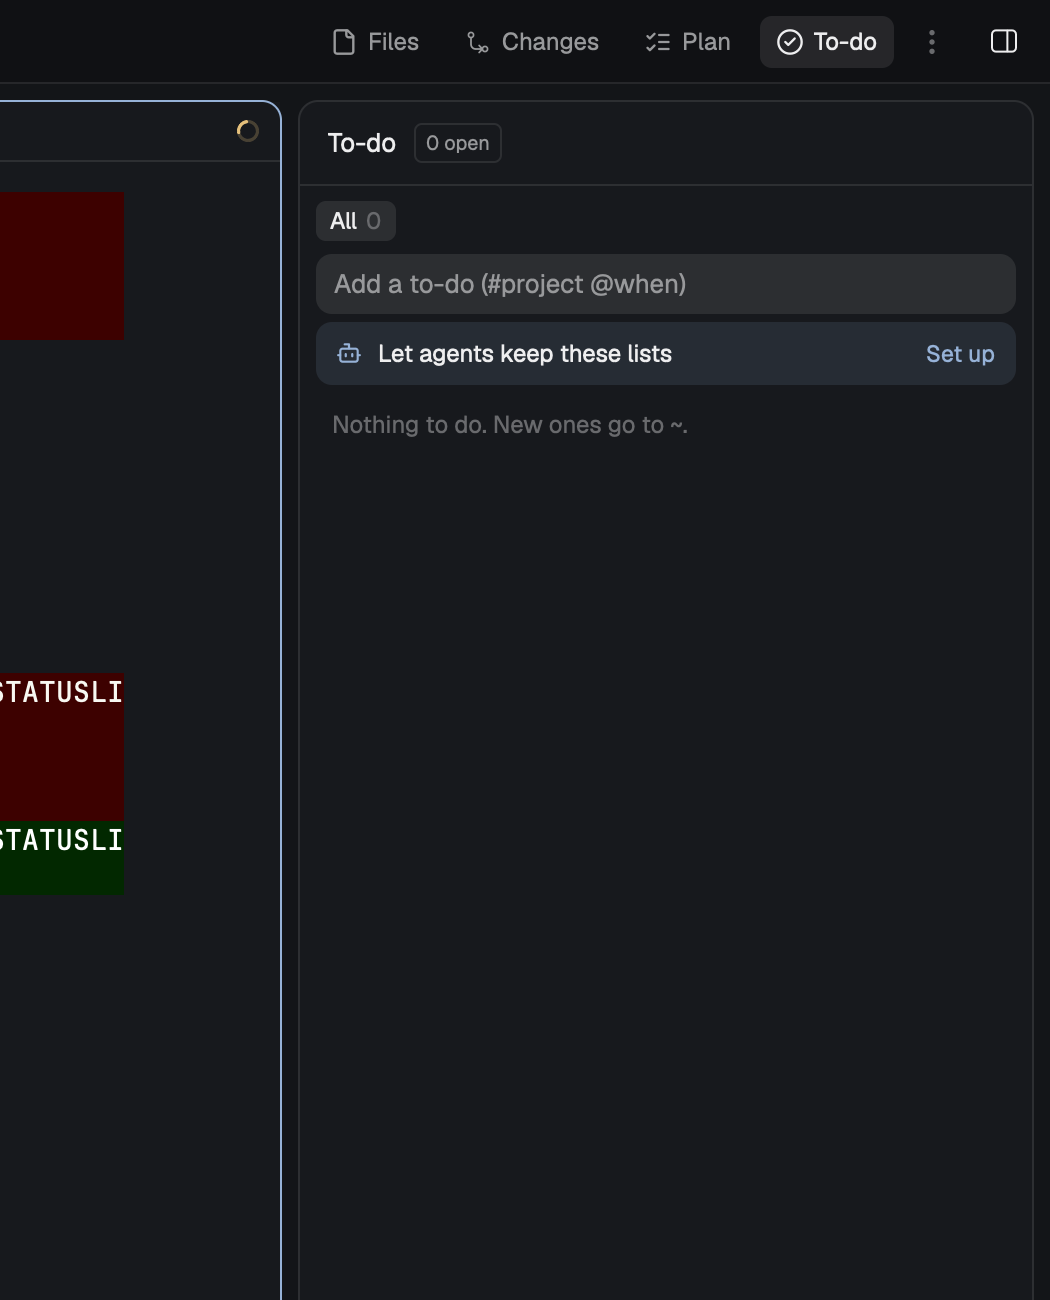 Files
Changes
Plan
To-do
To-do
0 open
All 0
Add a to-do (#project @when)
Let agents keep these lists
Set up
Nothing to do. New ones go to ~.
STATUSLI
STATUSLI